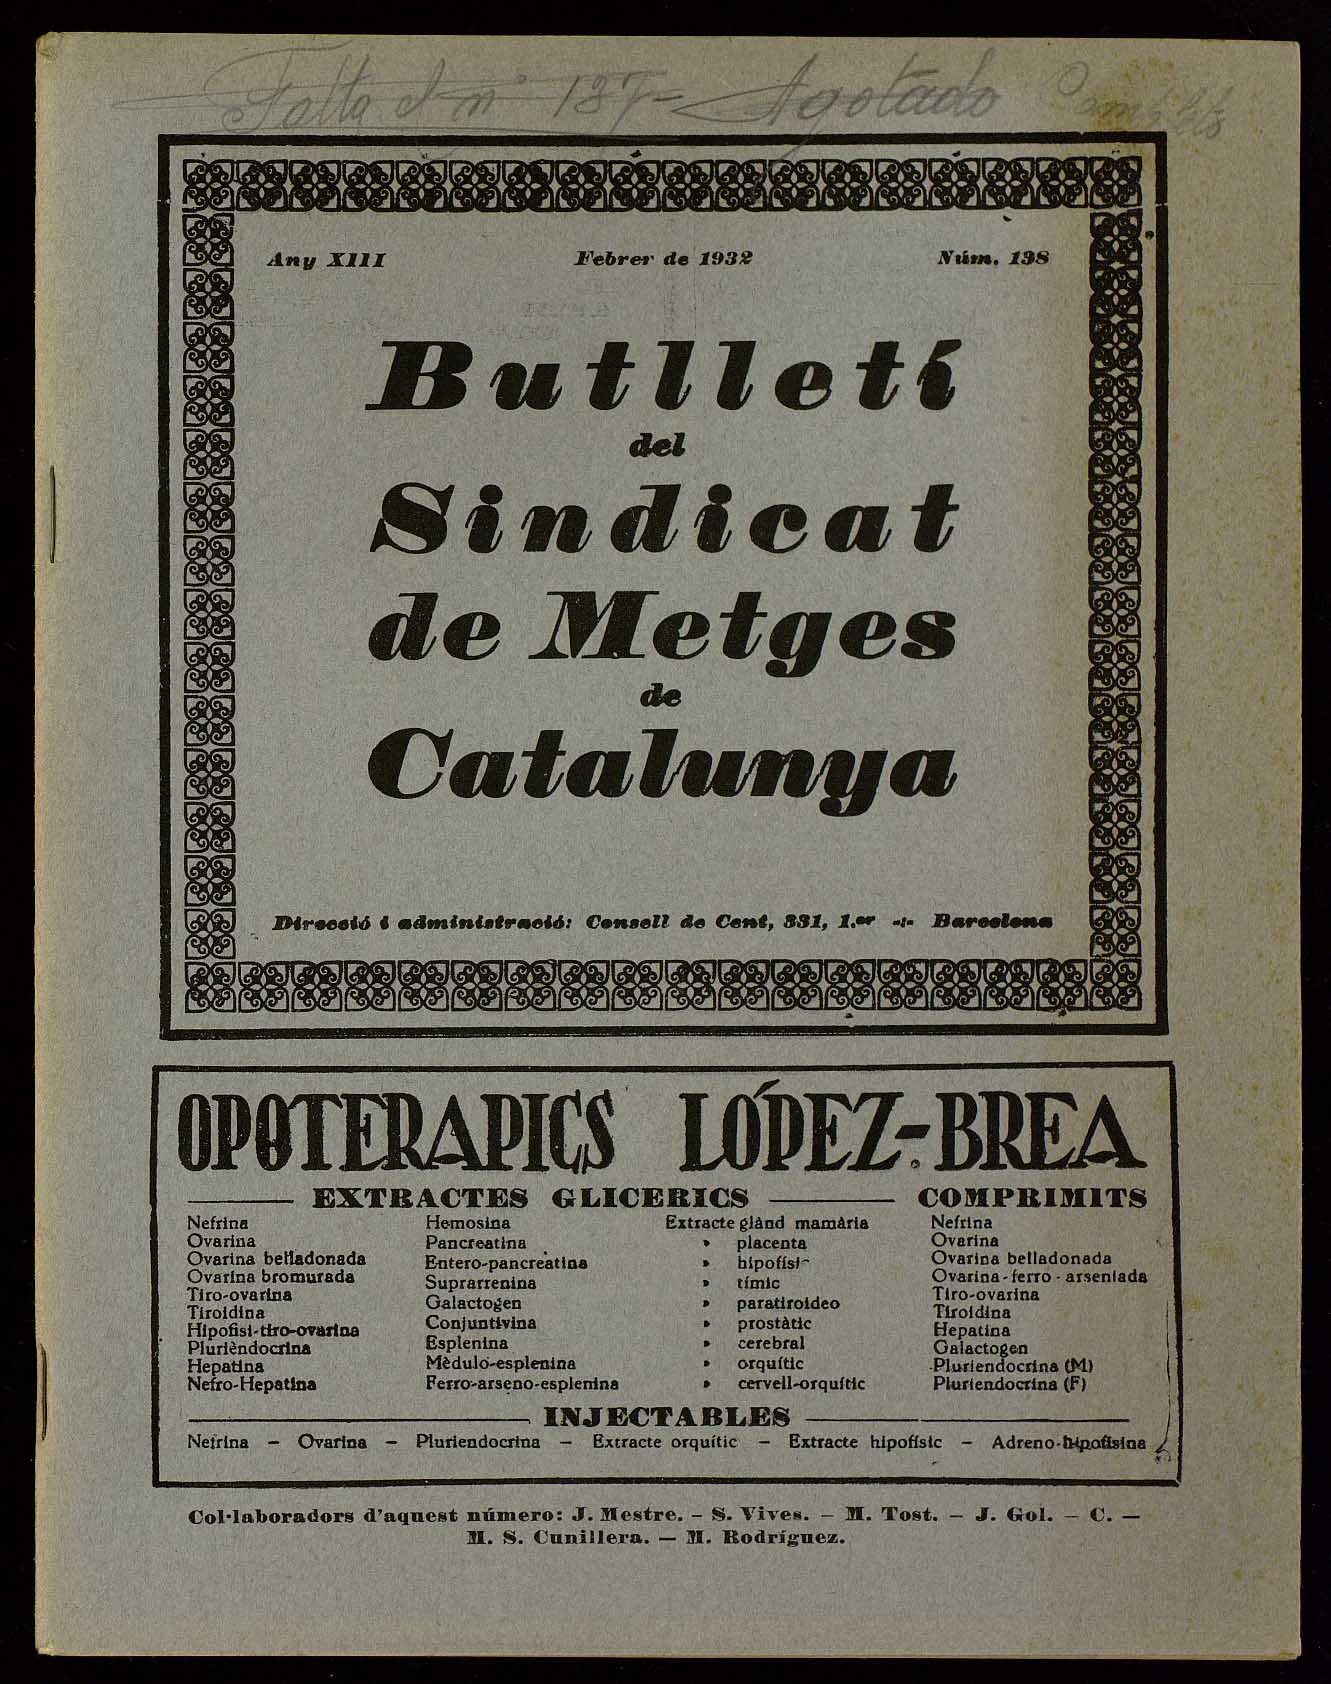 Falta el nº 137 = Agotado
Any XIII Febrer de 1932 Núm. 138
Butlletí
del
Sindicat
de Metges
de
Catalunya
Direcció i administració: Consell de Cent, 331, 1.er -:- Barcelona
OPOTERAPICS LÓPEZ-BREA
EXTRACTES GLICERICS
Nefrina
Ovarina
Ovarina belladonada
Ovarina bromurada
Tiro-ovarina
Tiroidina
Hipofisi-tiro-ovarina
Plurièndocrina
Hepatina
Nefro-Hepatina
Hemosina
Pancreatina
Entero-pancreatina
Suprarrenina
Galactogen
Conjuntivina
Esplenina
Mèdulo-esplenina
Ferro-arseno-esplenina
Extracte glànd mamària
» placenta
» hipofísi
» tímic
» paratiroideo
» prostàtic
» cerebral
» orquític
» cervell-orquític
COMPRIMITS
Nefrina
Ovarina
Ovarina belladonada
Ovarina-ferro-arseniada
Tiro-ovarina
Tiroidina
Hepatina
Galactogen
Pluriendocrina (M)
Pluriendocrina (F)
INJECTABLES
Nefrina – Ovarina – Pluriendocrina – Extracte orquític – Extracte hipofísic – Adreno-hipofisina
Col·laboradors d'aquest número: J. Mestre. – S. Vives. – M. Tost. – J. Gol. – C. —
M. S. Cunillera. — M. Rodríguez.